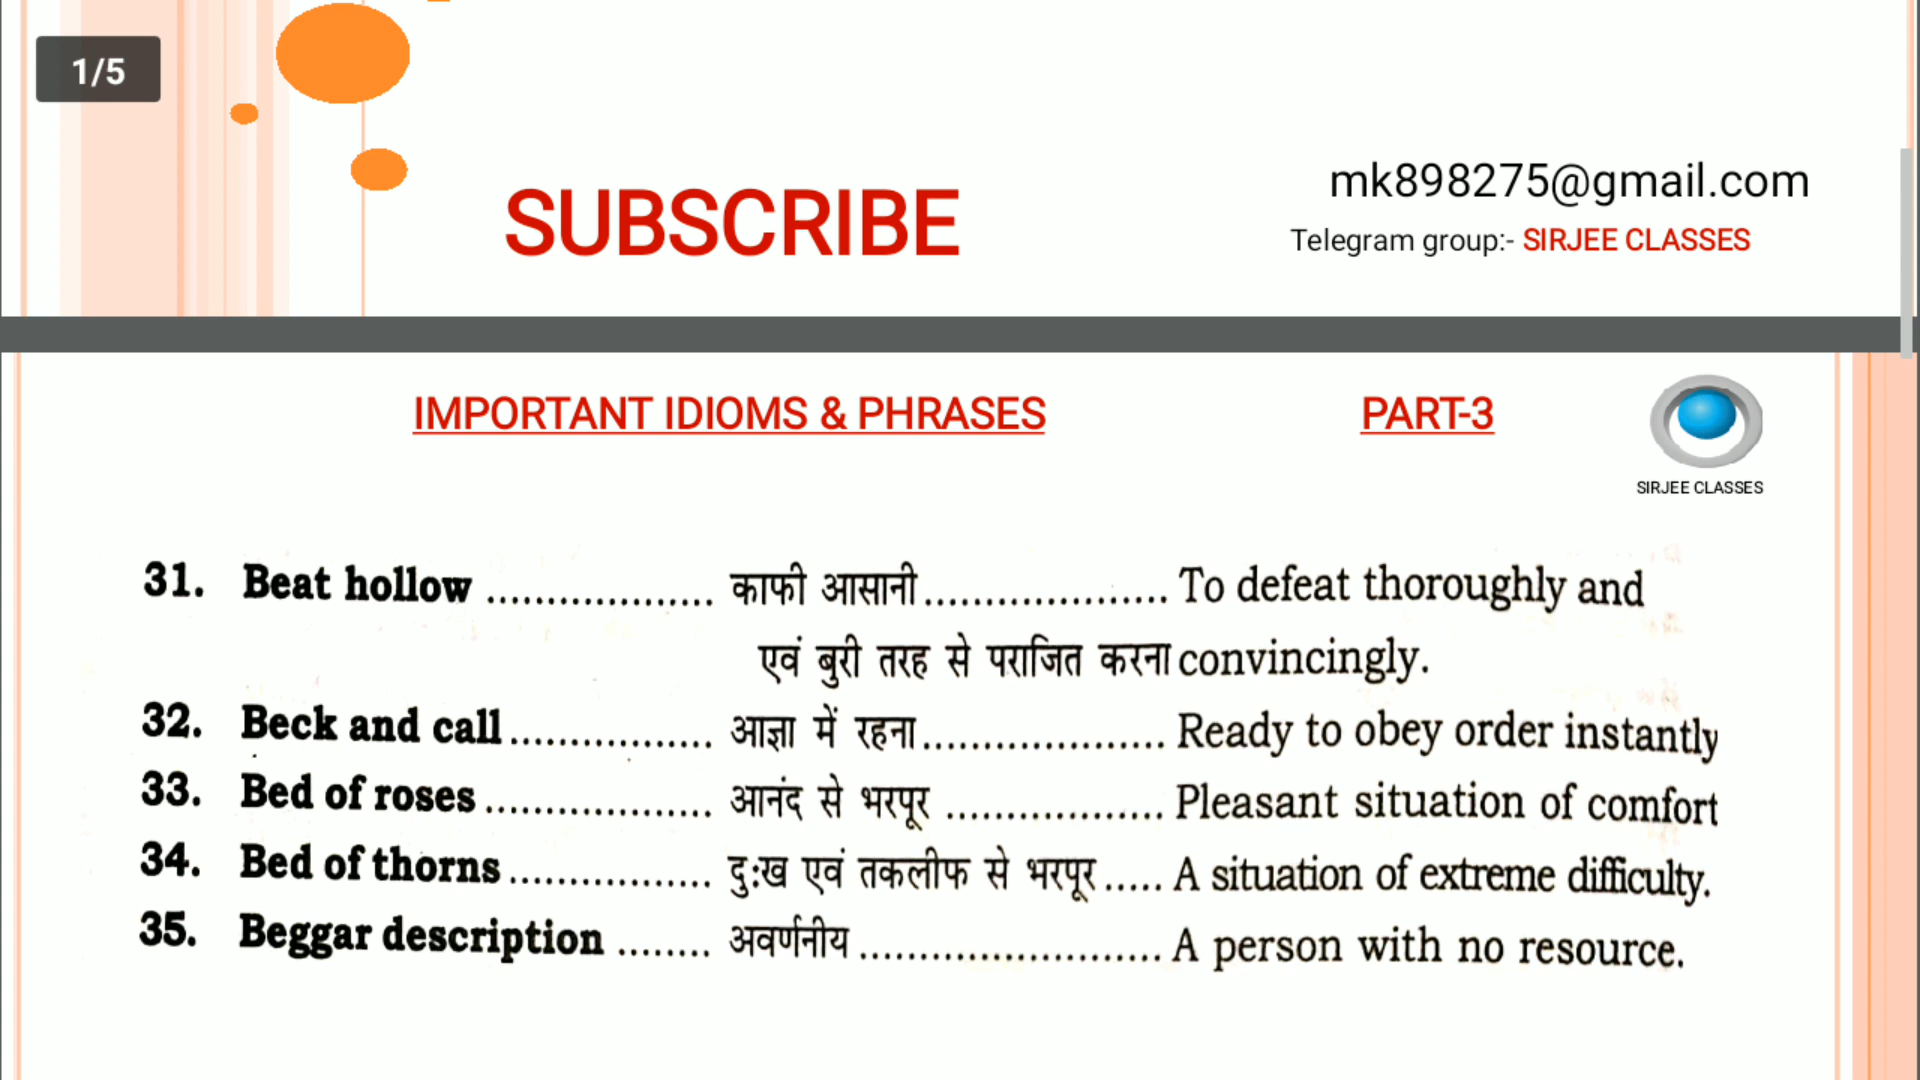 1/5
SUBSCRIBE
mk898275@gmail.com
Telegram group:- SIRJEE CLASSES
IMPORTANT IDIOMS & PHRASES PART-3
SIRJEE CLASSES
31. Beat hollow ................... काफी आसानी.................... To defeat thoroughly and
एवं बुरी तरह से पराजित करना convincingly.
32. Beck and call................. आज्ञा में रहना.................... Ready to obey order instantly
33. Bed of roses................... आनंद से भरपूर .................. Pleasant situation of comfort
34. Bed of thorns................. दुःख एवं तकलीफ से भरपूर..... A situation of extreme difficulty.
35. Beggar description ........ अवर्णनीय ......................... A person with no resource.